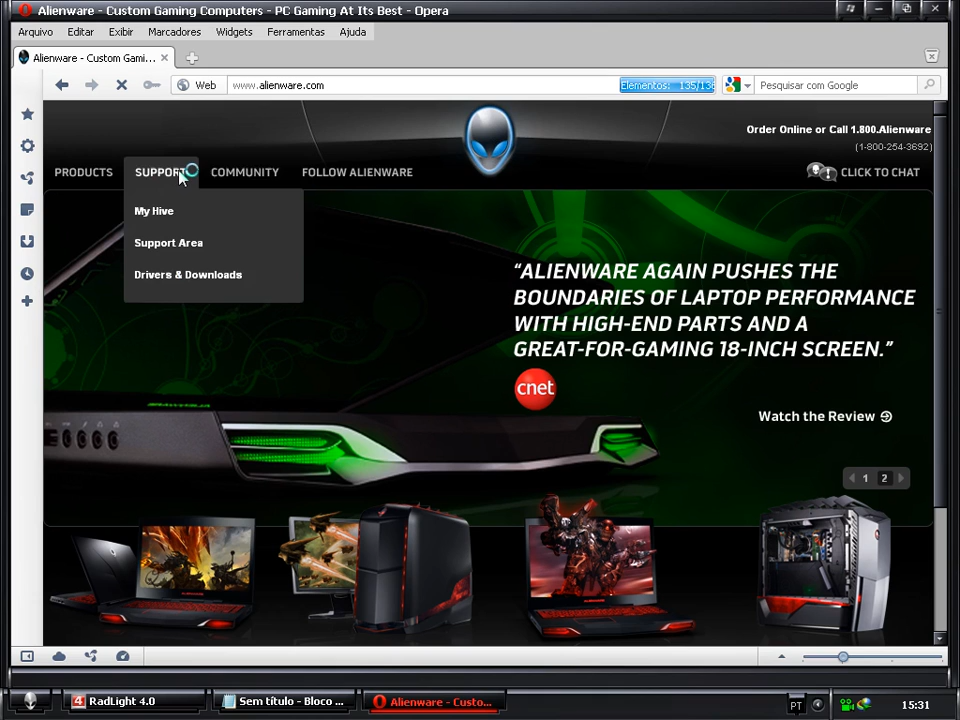 Alienware - Custom Gaming Computers - PC Gaming At Its Best - Opera
Arquivo Editar Exibir Marcadores Widgets Ferramentas Ajuda
Alienware - Custom Gami...
Web www.alienware.com Elementos: 135/136 Pesquisar com Google
Order Online or Call 1.800.Alienware
(1-800-254-3692)
PRODUCTS SUPPORT COMMUNITY FOLLOW ALIENWARE CLICK TO CHAT
My Hive
Support Area
Drivers & Downloads
“ALIENWARE AGAIN PUSHES THE
BOUNDARIES OF LAPTOP PERFORMANCE
WITH HIGH-END PARTS AND A
GREAT-FOR-GAMING 18-INCH SCREEN.”
cnet
Watch the Review
1 2
RadLight 4.0 Sem título - Bloco ... Alienware - Custo... PT 15:31